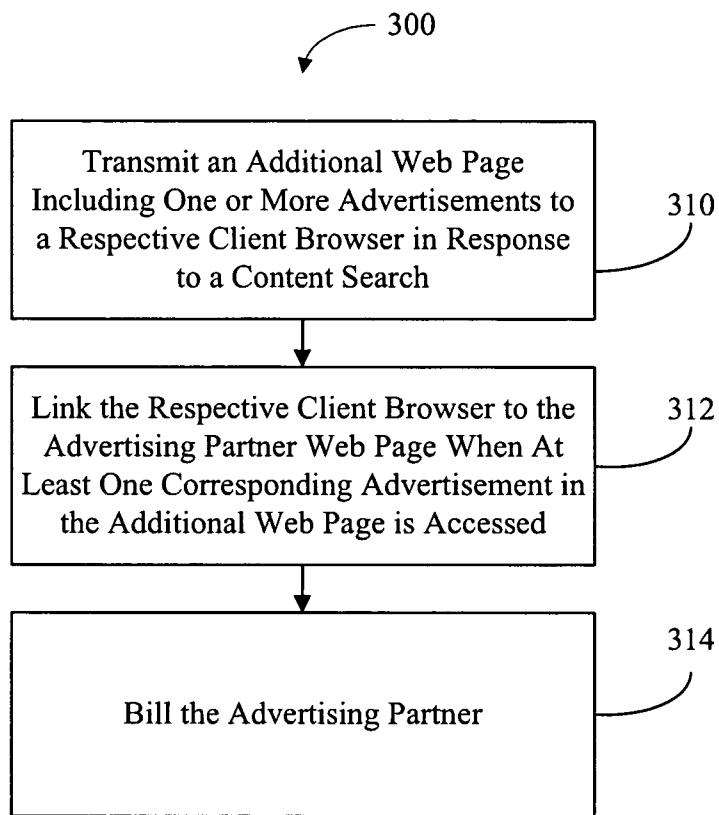 300
Transmit an Additional Web Page
Including One or More Advertisements to
a Respective Client Browser in Response
to a Content Search
310
Link the Respective Client Browser to the
Advertising Partner Web Page When At
Least One Corresponding Advertisement in
the Additional Web Page is Accessed
312
Bill the Advertising Partner
314